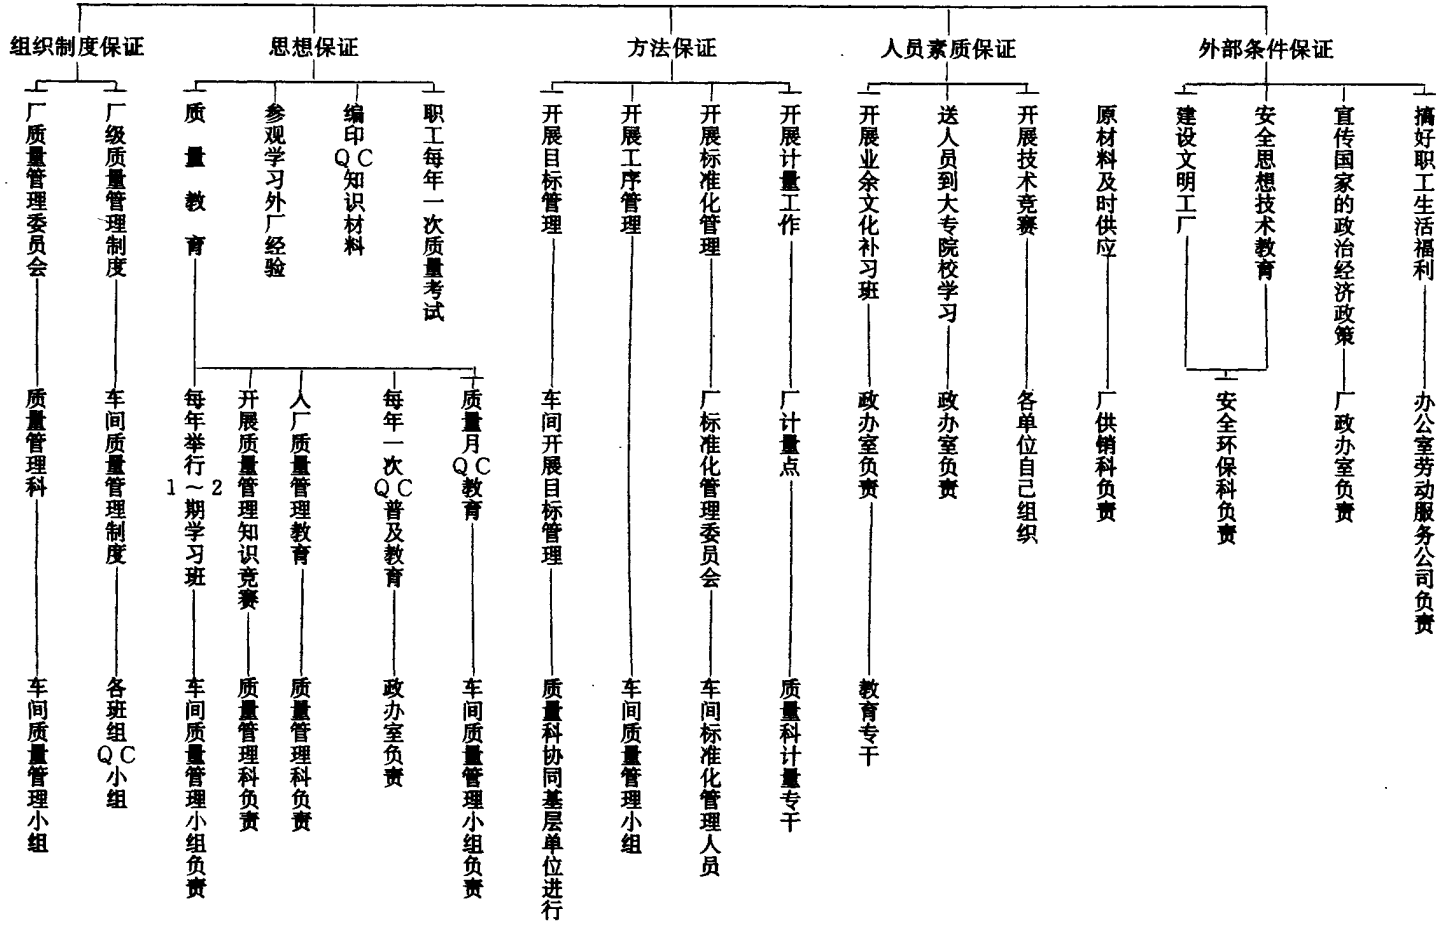 组织制度保证
思想保证
方法保证
人员素质保证
外部条件保证
厂质量管理委员会
厂级质量管理制度
质量教育
参观学习外厂经验
编印QC知识材料
职工每年一次质量考试
开展目标管理
开展工序管理
开展标准化管理
开展计量工作
开展业余文化补习班
送人员到大专院校学习
开展技术竞赛
原材料及时供应
建设文明工厂
安全思想技术教育
宣传国家的政治经济政策
搞好职工生活福利
质量管理科
车间质量管理制度
每年举行1~2期学习班
开展质量管理知识竞赛
入厂质量管理教育
每年一次QC普及教育
质量月QC教育
车间开展目标管理
厂标准化管理委员会
厂计量点
政办室负责
政办室负责
各单位自己组织
厂供销科负责
安全环保科负责
厂政办室负责
办公室劳动服务公司负责
车间质量管理小组
各班组QC小组
车间质量管理小组负责
质量管理科负责
质量管理科负责
政办室负责
车间质量管理小组负责
质量科协同基层单位进行
车间质量管理小组
车间标准化管理人员
质量科计量专干
教育专干